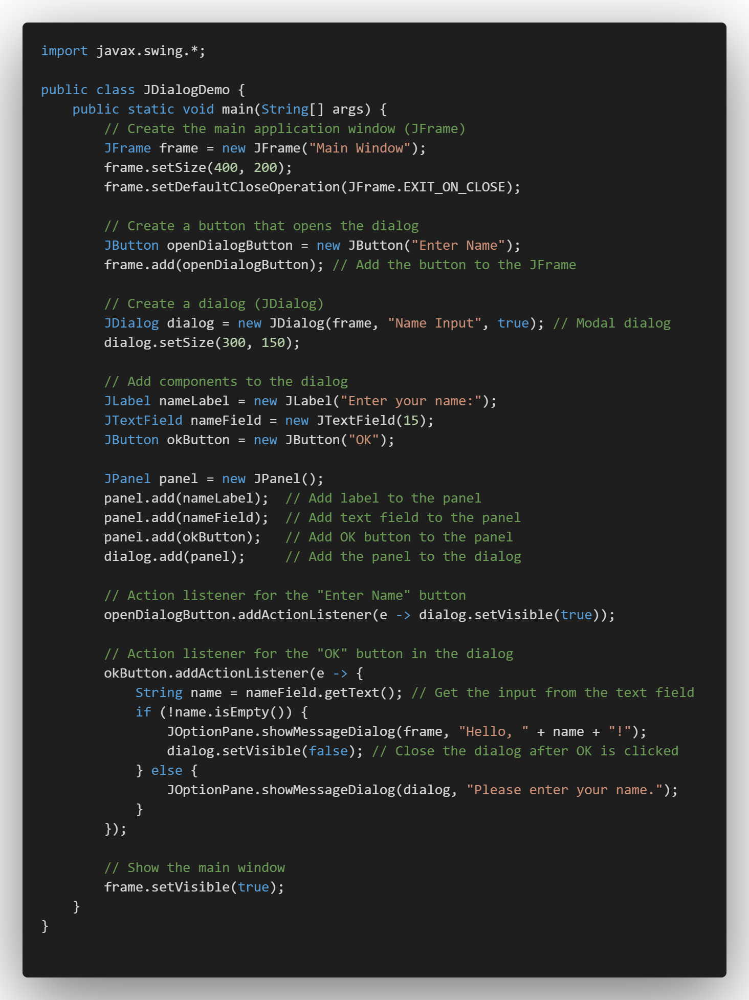 import javax.swing.*;

public class JDialogDemo {
    public static void main(String[] args) {
        // Create the main application window (JFrame)
        JFrame frame = new JFrame("Main Window");
        frame.setSize(400, 200);
        frame.setDefaultCloseOperation(JFrame.EXIT_ON_CLOSE);

        // Create a button that opens the dialog
        JButton openDialogButton = new JButton("Enter Name");
        frame.add(openDialogButton); // Add the button to the JFrame

        // Create a dialog (JDialog)
        JDialog dialog = new JDialog(frame, "Name Input", true); // Modal dialog
        dialog.setSize(300, 150);

        // Add components to the dialog
        JLabel nameLabel = new JLabel("Enter your name:");
        JTextField nameField = new JTextField(15);
        JButton okButton = new JButton("OK");

        JPanel panel = new JPanel();
        panel.add(nameLabel);  // Add label to the panel
        panel.add(nameField);  // Add text field to the panel
        panel.add(okButton);   // Add OK button to the panel
        dialog.add(panel);     // Add the panel to the dialog

        // Action listener for the "Enter Name" button
        openDialogButton.addActionListener(e -> dialog.setVisible(true));

        // Action listener for the "OK" button in the dialog
        okButton.addActionListener(e -> {
            String name = nameField.getText(); // Get the input from the text field
            if (!name.isEmpty()) {
                JOptionPane.showMessageDialog(frame, "Hello, " + name + "!");
                dialog.setVisible(false); // Close the dialog after OK is clicked
            } else {
                JOptionPane.showMessageDialog(dialog, "Please enter your name.");
            }
        });

        // Show the main window
        frame.setVisible(true);
    }
}